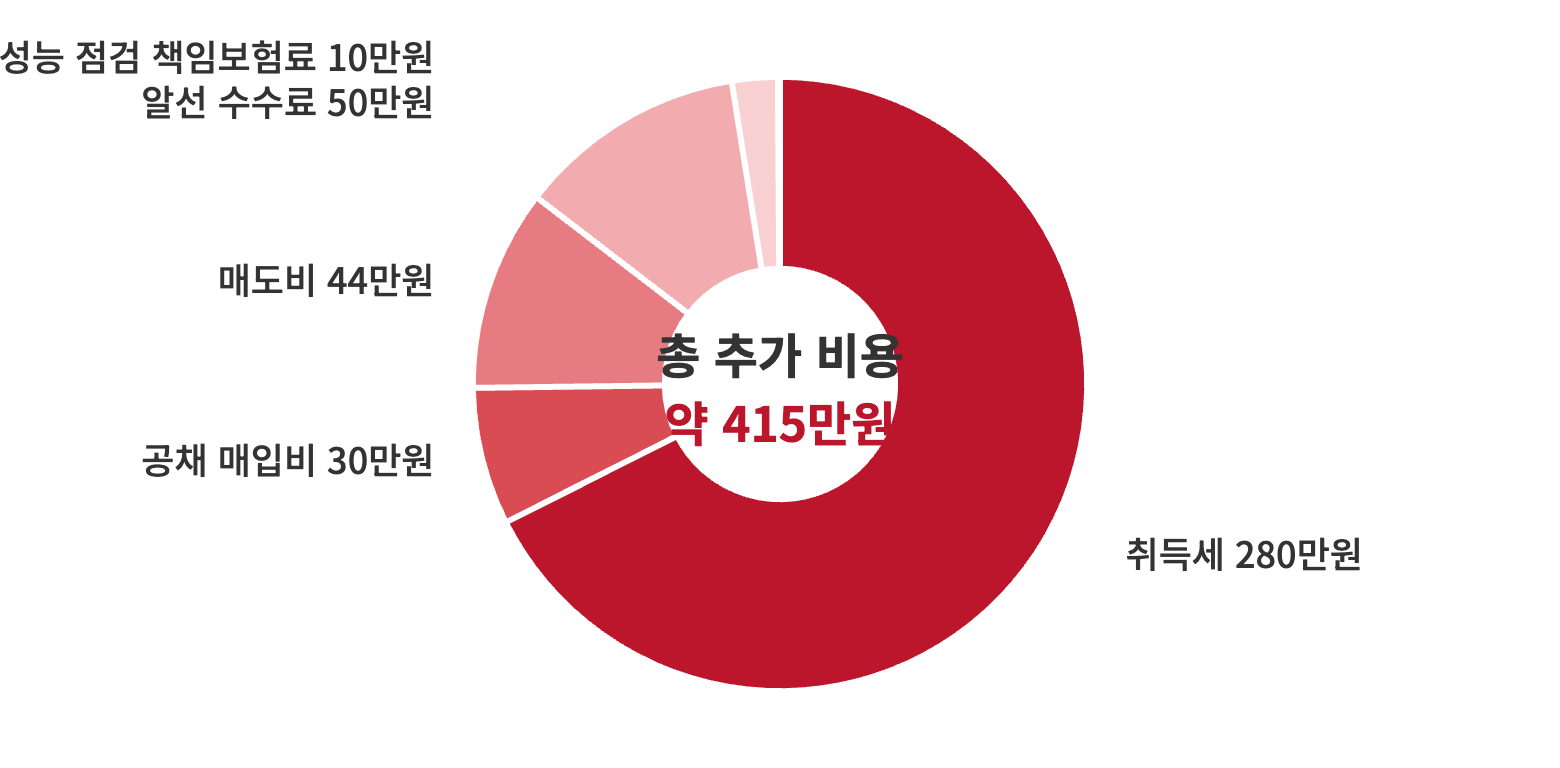 성능 점검 책임보험료 10만원
알선 수수료 50만원
매도비 44만원
총 추가 비용
약 415만원
공채 매입비 30만원
취득세 280만원